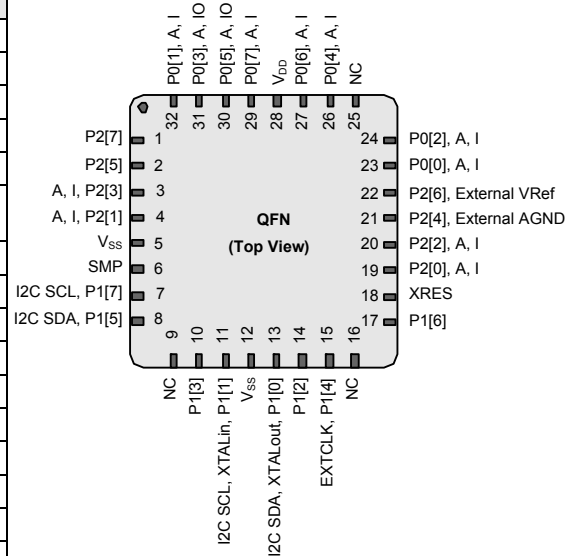 P0[1], A, I
P0[3], A, IO
P0[5], A, IO
P0[7], A, I
VDD
P0[6], A, I
P0[4], A, I
NC
32
31
30
29
28
27
26
25
P2[7] 1
P2[5] 2
A, I, P2[3] 3
A, I, P2[1] 4
VSS 5
SMP 6
I2C SCL, P1[7] 7
I2C SDA, P1[5] 8
QFN
(Top View)
24 P0[2], A, I
23 P0[0], A, I
22 P2[6], External VRef
21 P2[4], External AGND
20 P2[2], A, I
19 P2[0], A, I
18 XRES
17 P1[6]
9
10
11
12
13
14
15
16
NC
P1[3]
I2C SCL, XTALin, P1[1]
VSS
I2C SDA, XTALout, P1[0]
P1[2]
EXTCLK, P1[4]
NC